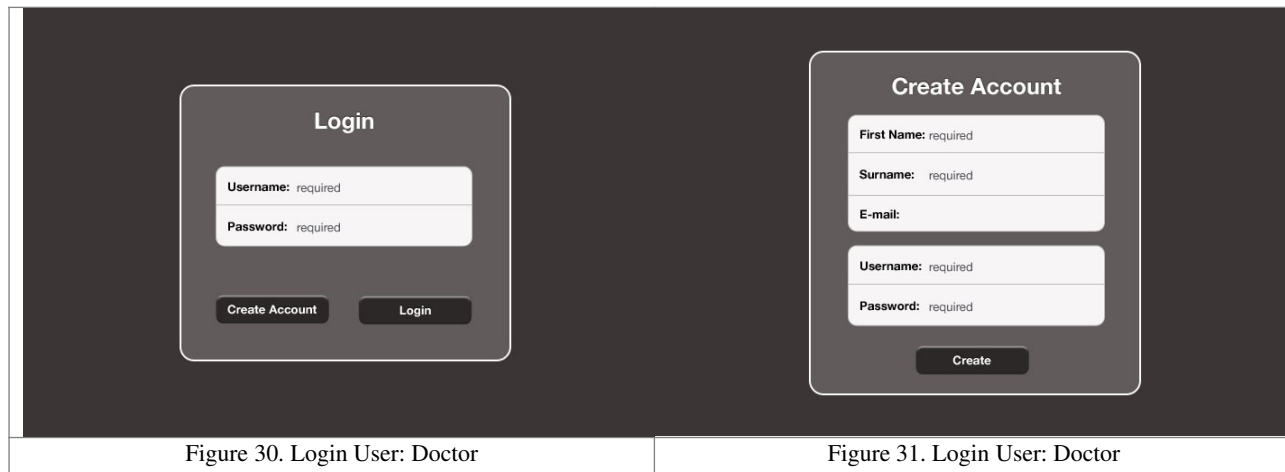 Login
Username: required
Password: required
Create Account
Login
Create Account
First Name: required
Surname: required
E-mail:
Username: required
Password: required
Create
Figure 30. Login User: Doctor
Figure 31. Login User: Doctor